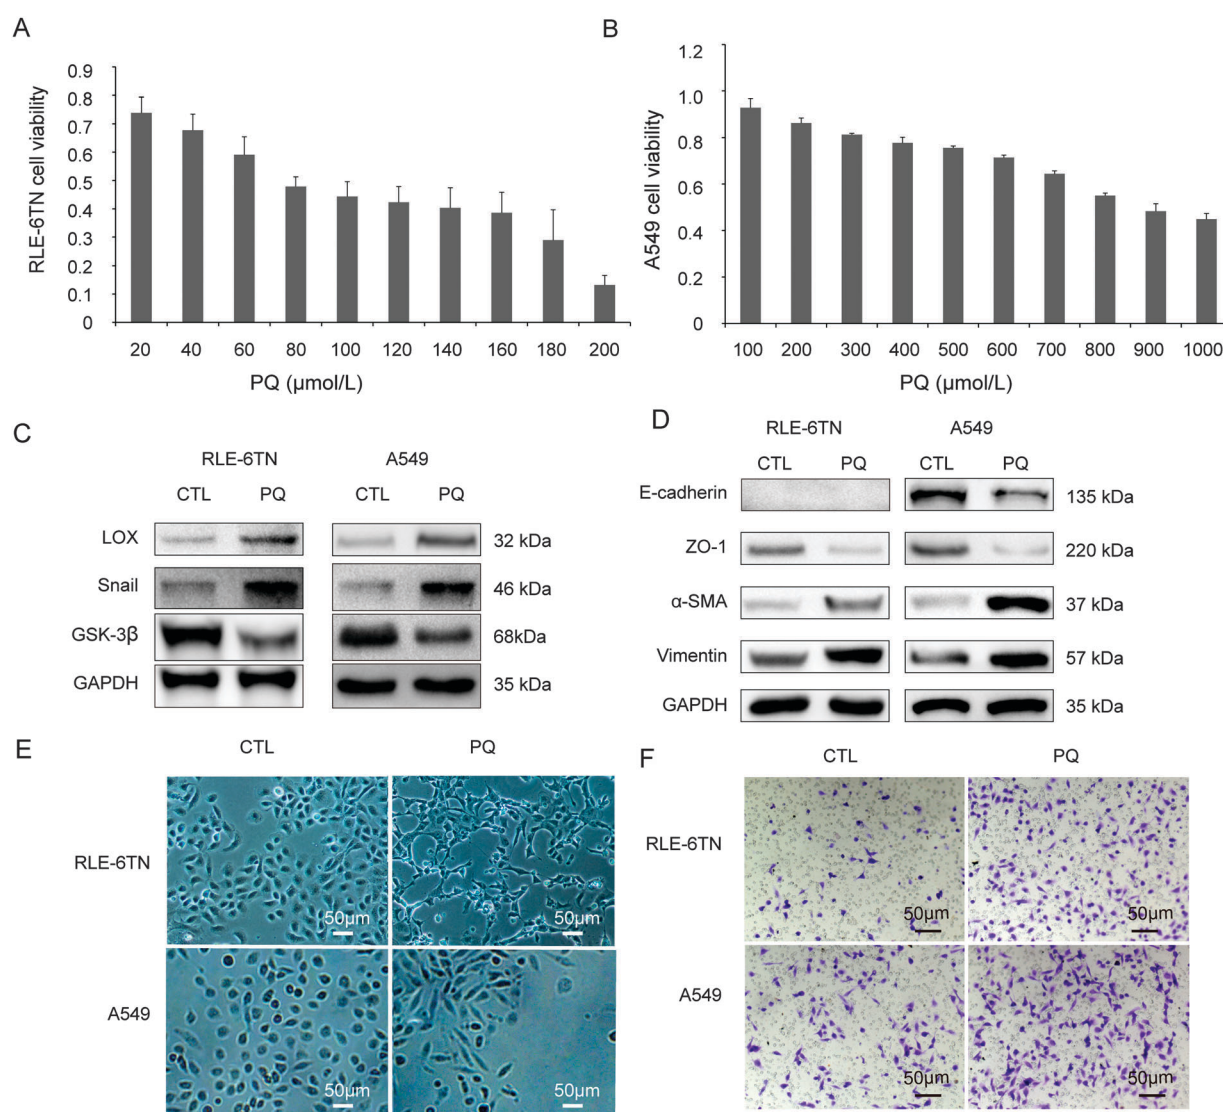 A
RLE-6TN cell viability
0.9
0.8
0.7
0.6
0.5
0.4
0.3
0.2
0.1
0
20 40 60 80 100 120 140 160 180 200
PQ (µmol/L)
B
A549 cell viability
1.2
1.0
0.8
0.6
0.4
0.2
0
100 200 300 400 500 600 700 800 900 1000
PQ (µmol/L)
C
RLE-6TN A549
CTL PQ CTL PQ
LOX 32 kDa
Snail 46 kDa
GSK-3β 68kDa
GAPDH 35 kDa
D
RLE-6TN A549
CTL PQ CTL PQ
E-cadherin 135 kDa
ZO-1 220 kDa
α-SMA 37 kDa
Vimentin 57 kDa
GAPDH 35 kDa
E
CTL PQ
RLE-6TN
50µm 50µm
A549
50µm 50µm
F
CTL PQ
RLE-6TN
50µm 50µm
A549
50µm 50µm